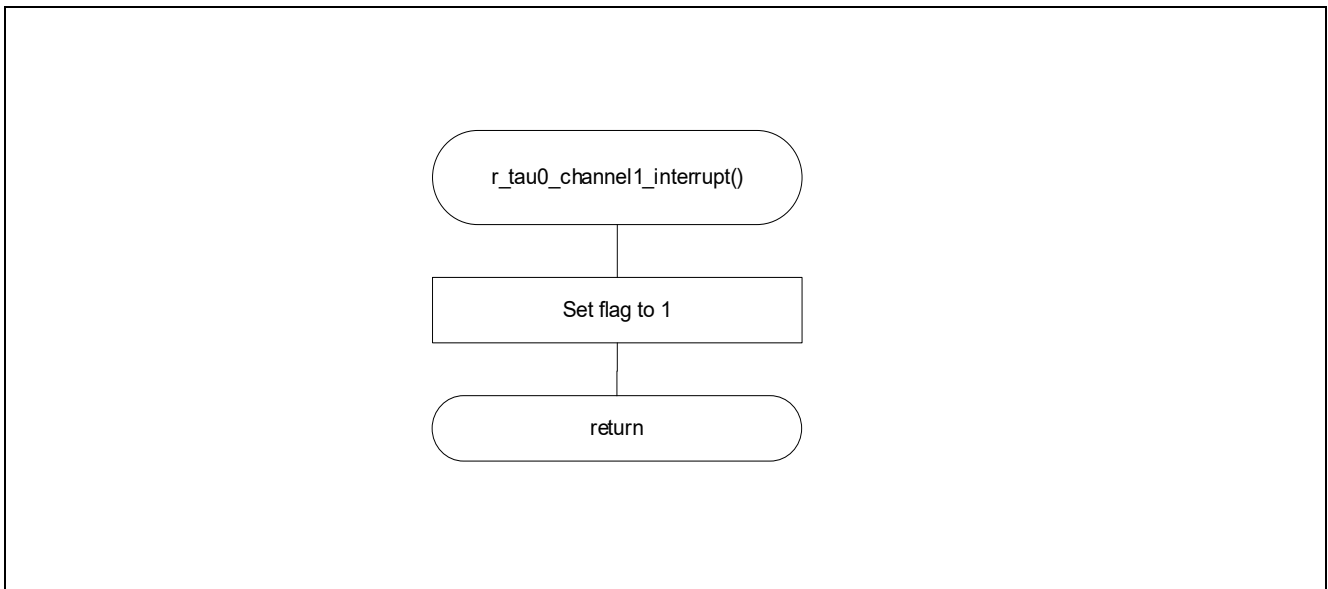 r_tau0_channel1_interrupt()
Set flag to 1
return